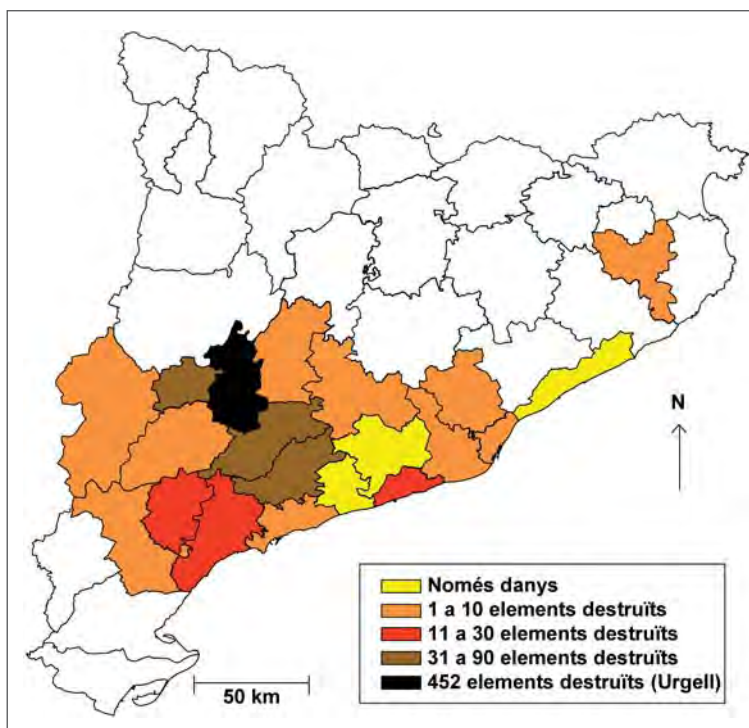 N
Només danys
1 a 10 elements destruïts
11 a 30 elements destruïts
31 a 90 elements destruïts
452 elements destruïts (Urgell)
50 km